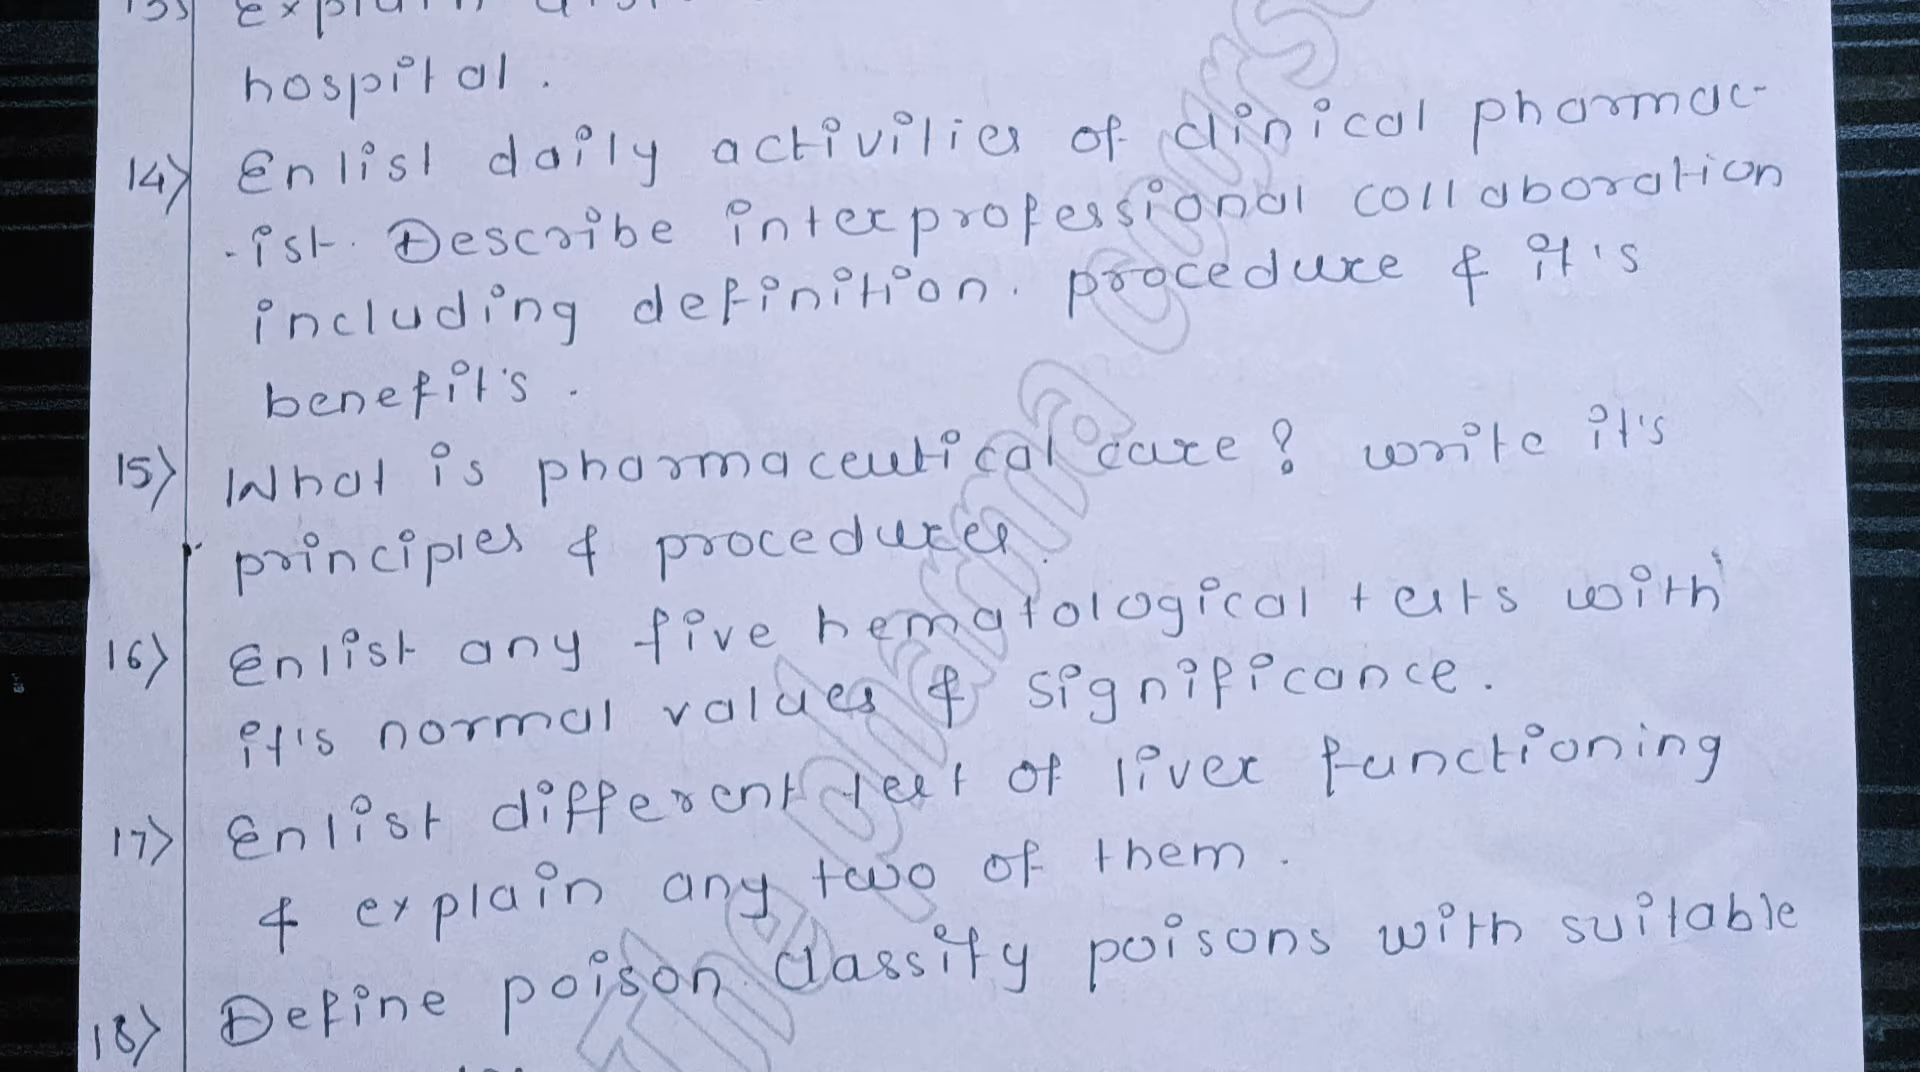 hospital.
14) Enlist daily activities of clinical pharmac-
-ist. Describe interprofessional collaboration
including definition. procedure & it's
benefit's.
15) What is pharmaceutical care? write it's
principles & procedures.
16) Enlist any five hematological tests with
it's normal values & significance.
17) Enlist different test of liver functioning
& explain any two of them.
18) Define poison. Classify poisons with suitable